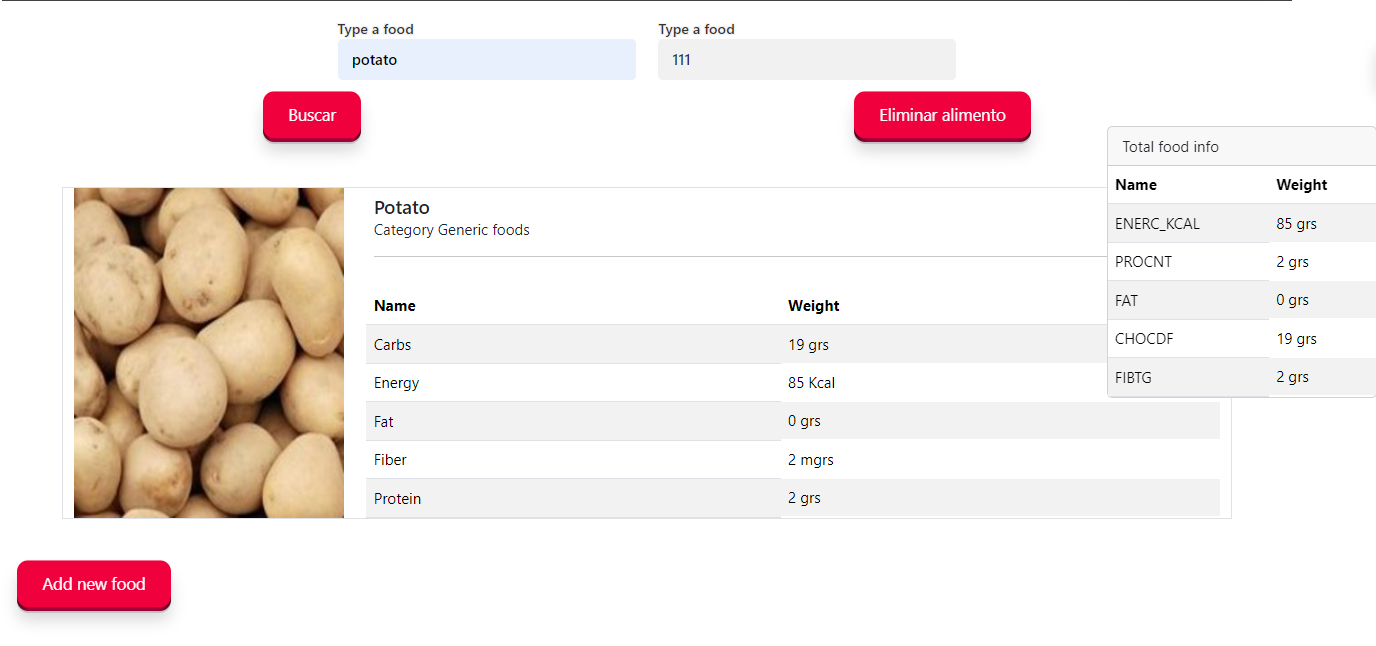 Type a food
Type a food
potato
111
Buscar
Eliminar alimento
Total food info
Name Weight
ENERC_KCAL 85 grs
PROCNT 2 grs
FAT 0 grs
CHOCDF 19 grs
FIBTG 2 grs
Potato
Category Generic foods
Name Weight
Carbs 19 grs
Energy 85 Kcal
Fat 0 grs
Fiber 2 mgrs
Protein 2 grs
Add new food